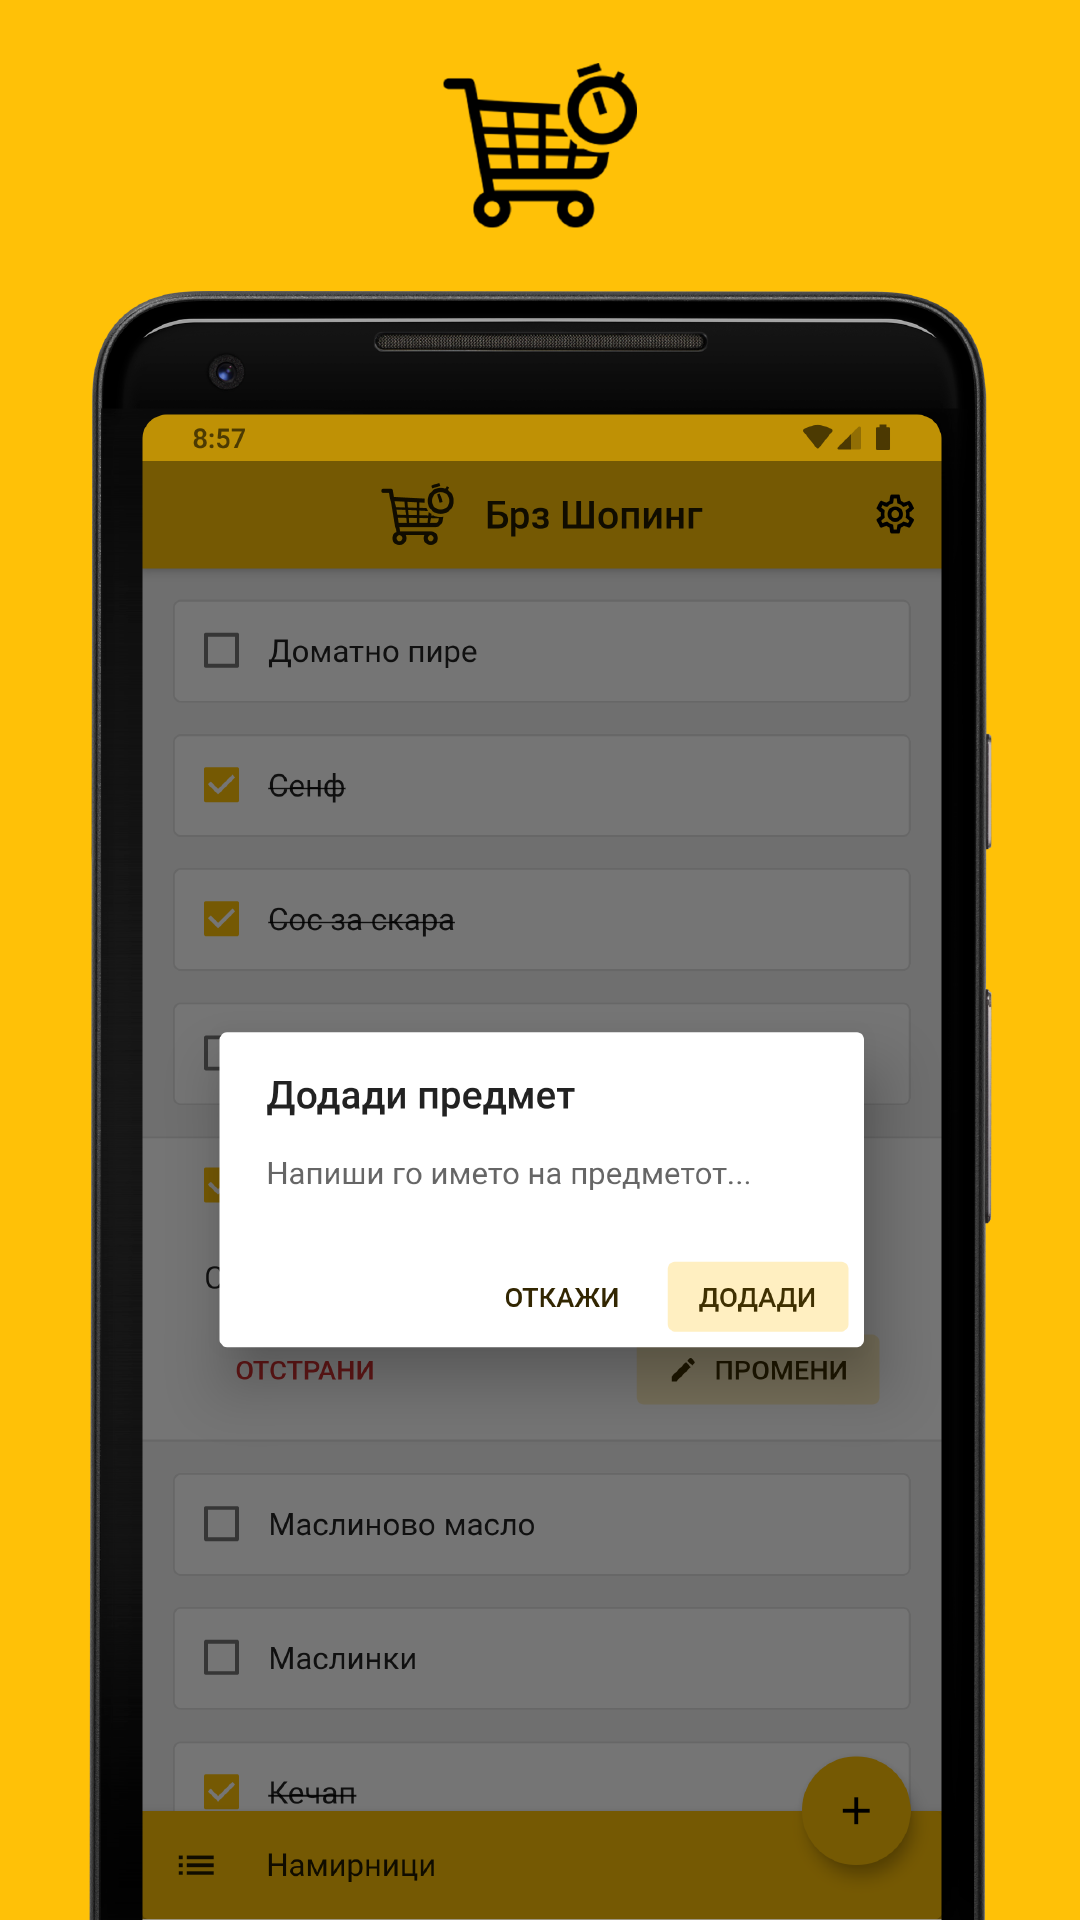 8:57
Брз Шопинг
Доматно пире
Сенф
Сос за скара
Додади предмет
Напиши го името на предметот...
ОТКАЖИ
ДОДАДИ
ОТСТРАНИ
ПРОМЕНИ
Маслиново масло
Маслинки
Кечап
Намирници